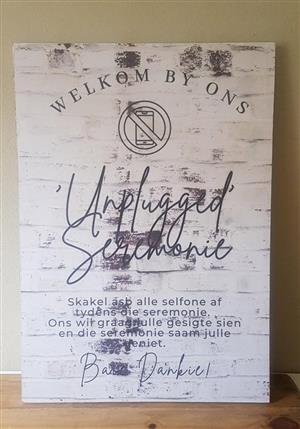 WELKOM BY ONS
'Unplugged'
Seremonie
Skakel asb alle selfone af
tydens die seremonie.
Ons wil graag julle gesigte sien
en die seremonie saam julle
geniet.
Baie Dankie!